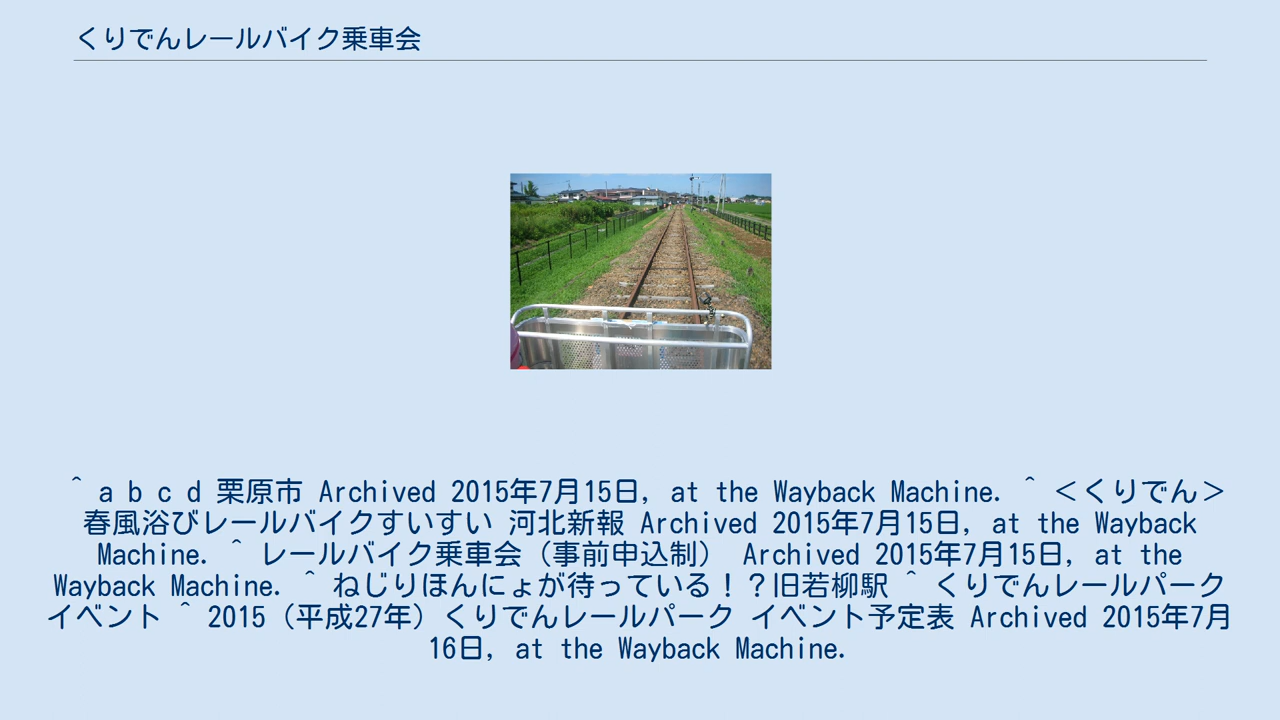 くりでんレールバイク乗車会
^ a b c d 栗原市 Archived 2015年7月15日, at the Wayback Machine. ^ ＜くりでん＞
春風浴びレールバイクすいすい 河北新報 Archived 2015年7月15日, at the Wayback
Machine. ^ レールバイク乗車会（事前申込制） Archived 2015年7月15日, at the
Wayback Machine. ^ ねじりほんにょが待っている！？旧若柳駅 ^ くりでんレールパーク
イベント ^ 2015（平成27年）くりでんレールパーク イベント予定表 Archived 2015年7月
16日, at the Wayback Machine.